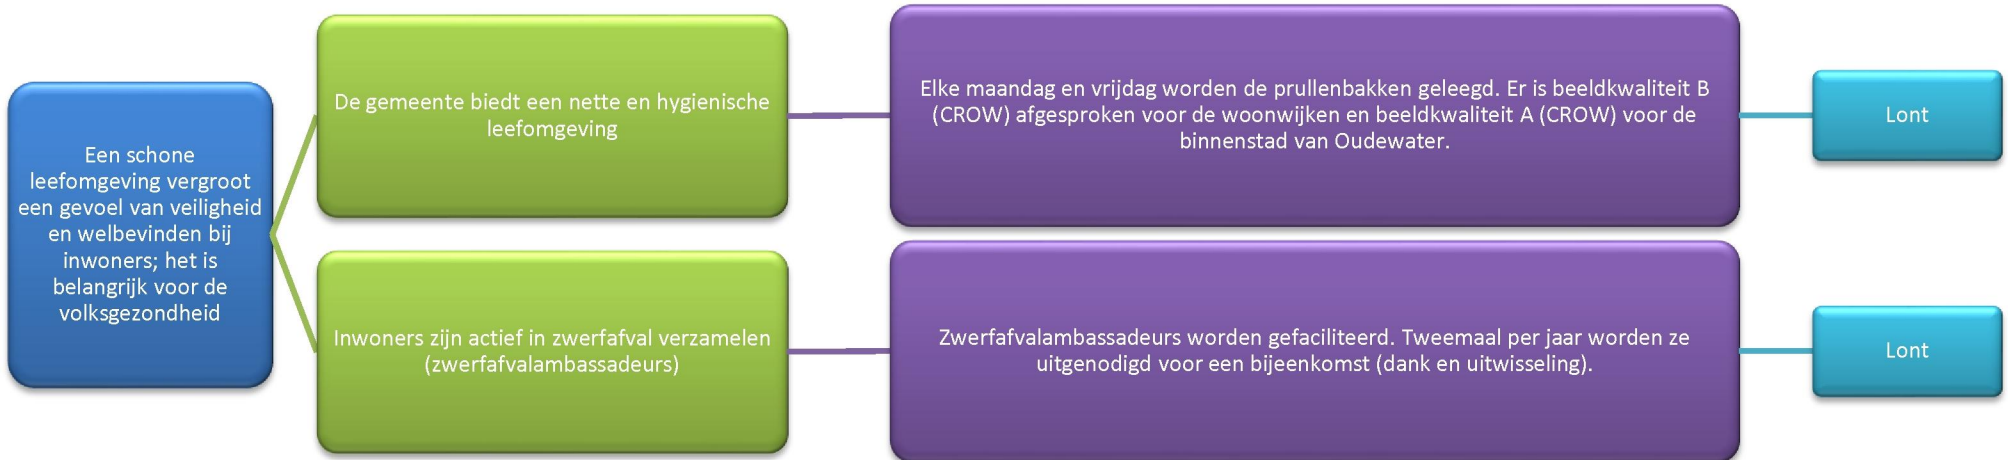 Een schone
leefomgeving vergroot
een gevoel van veiligheid
en welbevinden bij
inwoners; het is
belangrijk voor de
volksgezondheid
De gemeente biedt een nette en hygienische
leefomgeving
Elke maandag en vrijdag worden de prullenbakken geleegd. Er is beeldkwaliteit B
(CROW) afgesproken voor de woonwijken en beeldkwaliteit A (CROW) voor de
binnenstad van Oudewater.
Lont
Inwoners zijn actief in zwerfafval verzamelen
(zwerfafvalambassadeurs)
Zwerfafvalambassadeurs worden gefaciliteerd. Tweemaal per jaar worden ze
uitgenodigd voor een bijeenkomst (dank en uitwisseling).
Lont